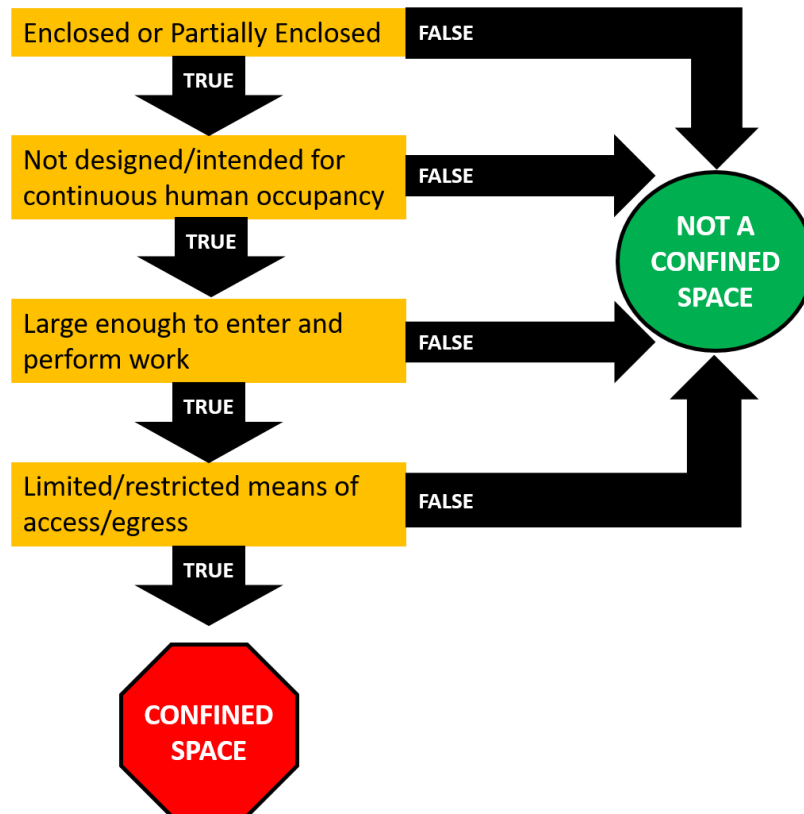 Enclosed or Partially Enclosed
FALSE
TRUE
Not designed/intended for
continuous human occupancy
FALSE
TRUE
NOT A
CONFINED
SPACE
Large enough to enter and
perform work
FALSE
TRUE
Limited/restricted means of
access/egress
FALSE
TRUE
CONFINED
SPACE